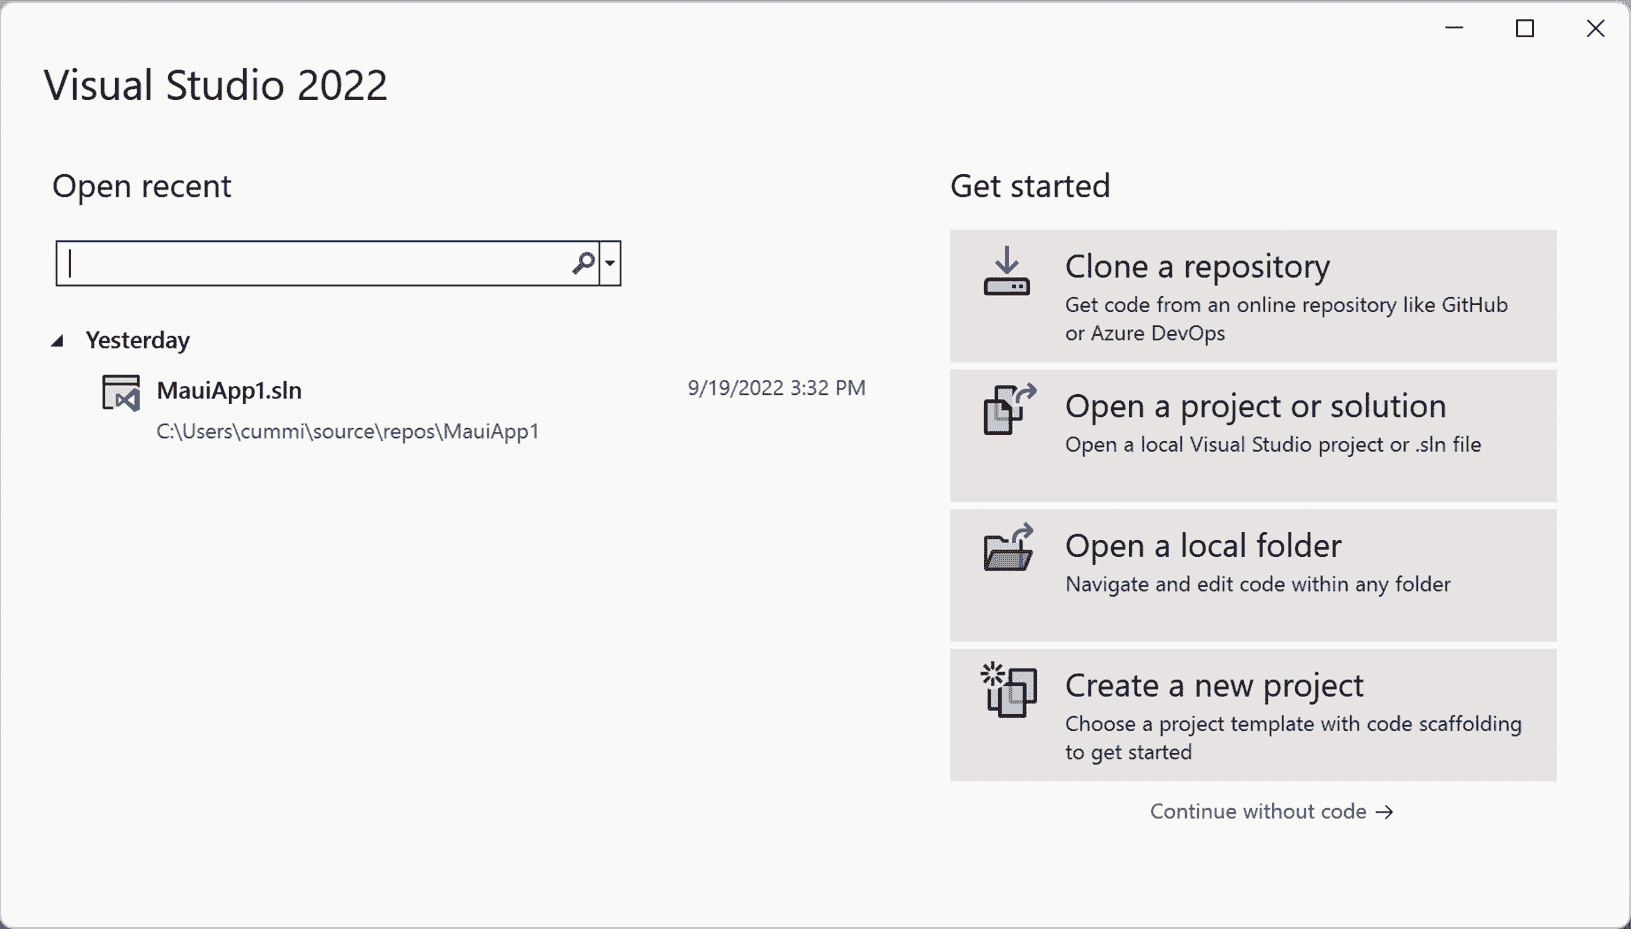 Visual Studio 2022
Open recent
Yesterday
MauiApp1.sln
9/19/2022 3:32 PM
C:\Users\cummi\source\repos\MauiApp1
Get started
Clone a repository
Get code from an online repository like GitHub
or Azure DevOps
Open a project or solution
Open a local Visual Studio project or .sln file
Open a local folder
Navigate and edit code within any folder
Create a new project
Choose a project template with code scaffolding
to get started
Continue without code →